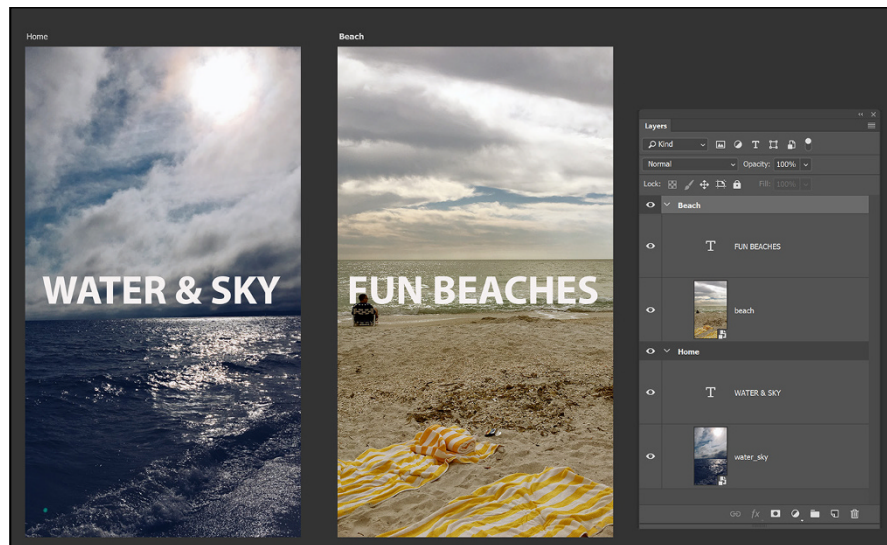 Home
WATER & SKY
Beach
FUN BEACHES
Layers
Kind
Normal
Opacity: 100%
Lock:
Fill: 100%
Beach
T FUN BEACHES
beach
Home
T WATER & SKY
water_sky
fx